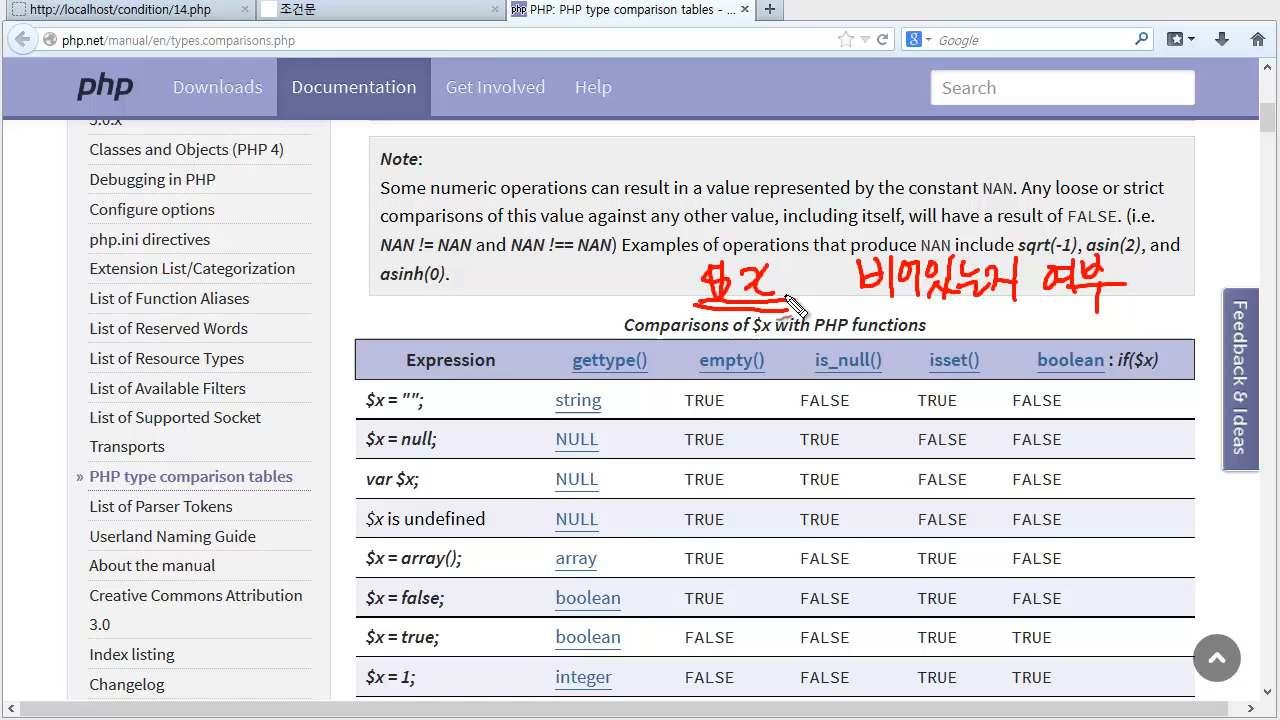 http://localhost/condition/14.php × 조건문 × php PHP: PHP type comparison tables - ... × +
php.net/manual/en/types.comparisons.php Google
php Downloads Documentation Get Involved Help Search
Classes and Objects (PHP 4)
Debugging in PHP
Configure options
php.ini directives
Extension List/Categorization
List of Function Aliases
List of Reserved Words
List of Resource Types
List of Available Filters
List of Supported Socket
Transports
» PHP type comparison tables
List of Parser Tokens
Userland Naming Guide
About the manual
Creative Commons Attribution
3.0
Index listing
Changelog
Note:
Some numeric operations can result in a value represented by the constant NAN. Any loose or strict
comparisons of this value against any other value, including itself, will have a result of FALSE. (i.e.
NAN != NAN and NAN !== NAN) Examples of operations that produce NAN include sqrt(-1), asin(2), and
asinh(0).
$x 비어있는지 여부
Comparisons of $x with PHP functions
Expression gettype() empty() is_null() isset() boolean : if($x)
$x = ""; string TRUE FALSE TRUE FALSE
$x = null; NULL TRUE TRUE FALSE FALSE
var $x; NULL TRUE TRUE FALSE FALSE
$x is undefined NULL TRUE TRUE FALSE FALSE
$x = array(); array TRUE FALSE TRUE FALSE
$x = false; boolean TRUE FALSE TRUE FALSE
$x = true; boolean FALSE FALSE TRUE TRUE
$x = 1; integer FALSE FALSE TRUE TRUE
Feedback & Ideas